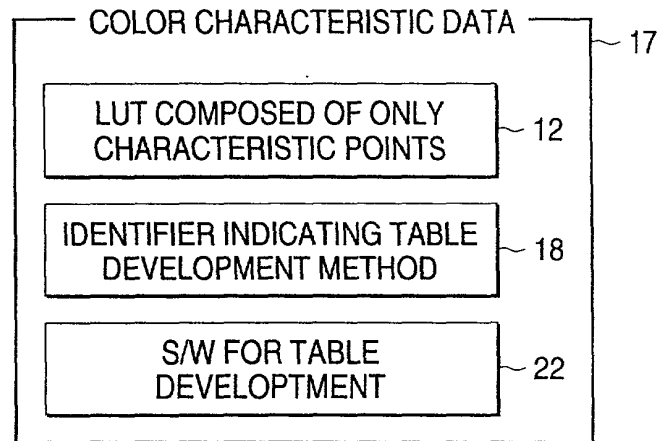 COLOR CHARACTERISTIC DATA
17
LUT COMPOSED OF ONLY
CHARACTERISTIC POINTS
12
IDENTIFIER INDICATING TABLE
DEVELOPMENT METHOD
18
S/W FOR TABLE
DEVELOPTMENT
22